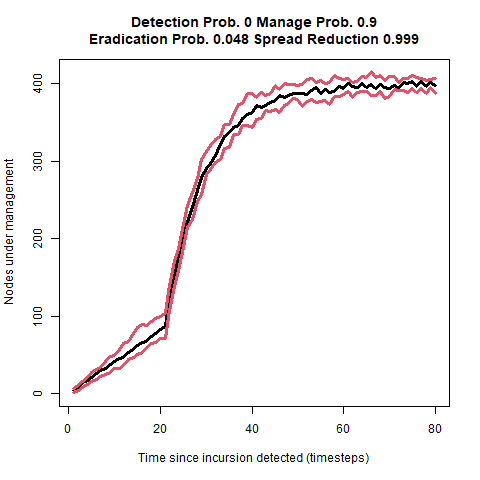 Detection Prob. 0 Manage Prob. 0.9
Eradication Prob. 0.048 Spread Reduction 0.999
Nodes under management
400
300
200
100
0
0 20 40 60 80
Time since incursion detected (timesteps)